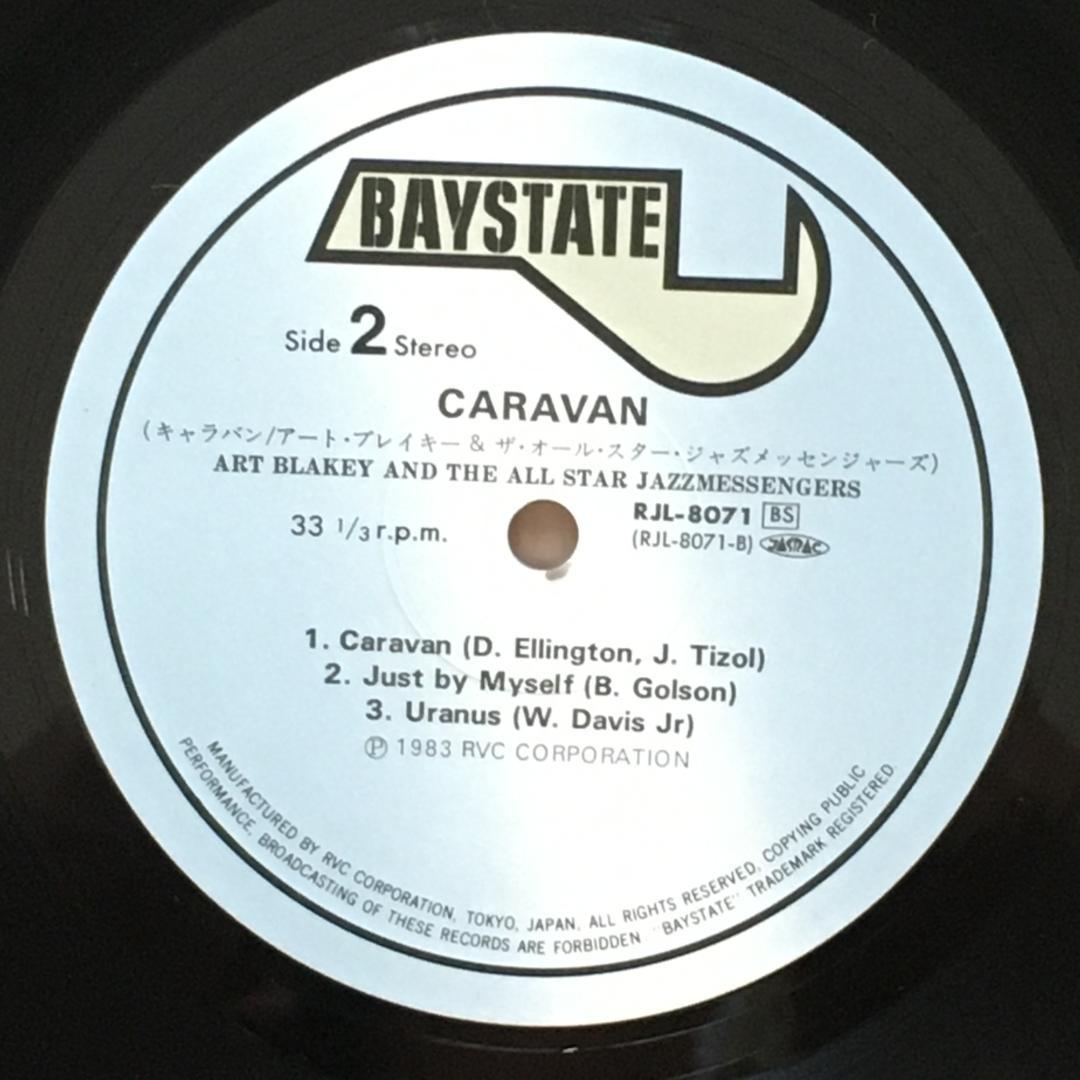 BAYSTATE
Side 2 Stereo
CARAVAN
(キャラバン/アート・ブレイキー & ザ・オール・スター・ジャズメッセンジャーズ)
ART BLAKEY AND THE ALL STAR JAZZMESSENGERS
33 1/3 r.p.m.
RJL-8071 BS
(RJL-8071-B) JASRAC
1. Caravan (D. Ellington, J. Tizol)
2. Just by Myself (B. Golson)
3. Uranus (W. Davis Jr)
℗ 1983 RVC CORPORATION
MANUFACTURED BY RVC CORPORATION, TOKYO, JAPAN, ALL RIGHTS RESERVED, COPYING PUBLIC
PERFORMANCE, BROADCASTING OF THESE RECORDS ARE FORBIDDEN "BAYSTATE" TRADEMARK REGISTERED.